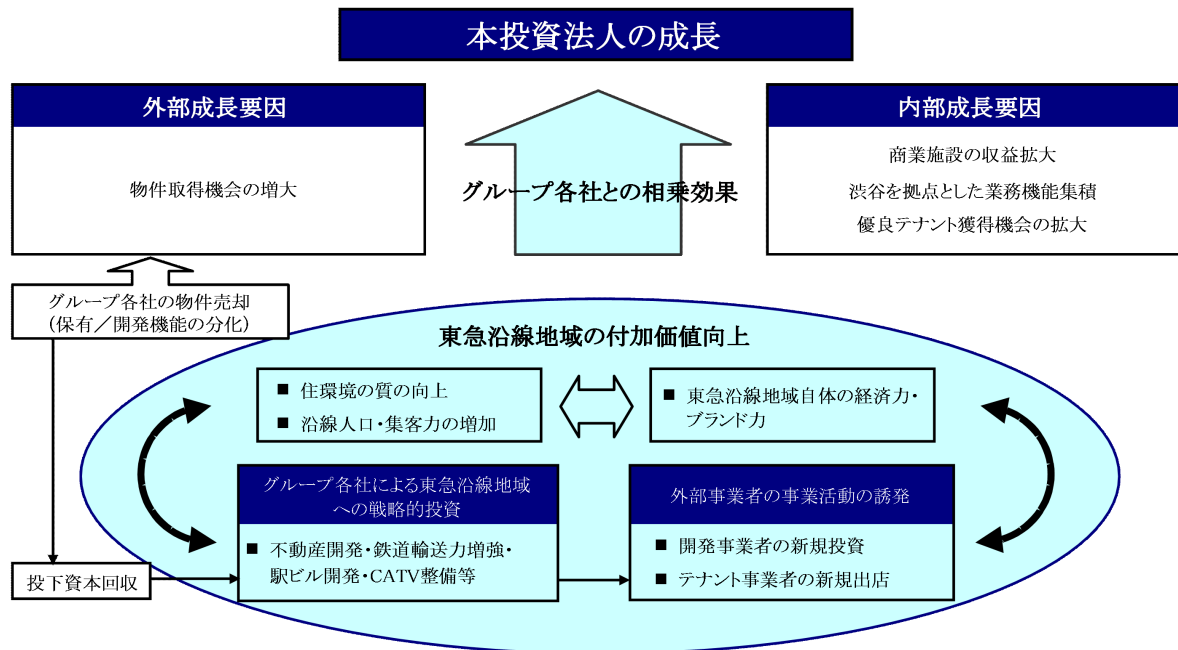 本投資法人の成長
外部成長要因
物件取得機会の増大
グループ各社との相乗効果
内部成長要因
商業施設の収益拡大
渋谷を拠点とした業務機能集積
優良テナント獲得機会の拡大
グループ各社の物件売却
（保有／開発機能の分化）
東急沿線地域の付加価値向上
■ 住環境の質の向上
■ 沿線人口・集客力の増加
■ 東急沿線地域自体の経済力・
ブランド力
グループ各社による東急沿線地域
への戦略的投資
■ 不動産開発・鉄道輸送力増強・
駅ビル開発・CATV整備等
外部事業者の事業活動の誘発
■ 開発事業者の新規投資
■ テナント事業者の新規出店
投下資本回収